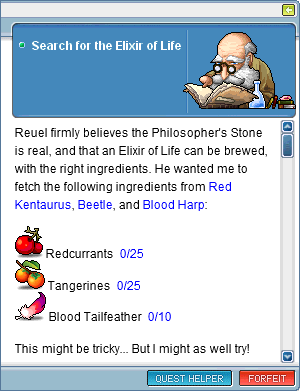 Search for the Elixir of Life
Reuel firmly believes the Philosopher's Stone
is real, and that an Elixir of Life can be brewed,
with the right ingredients. He wanted me to
fetch the following ingredients from Red
Kentaurus, Beetle, and Blood Harp:
Redcurrants 0/25
Tangerines 0/25
Blood Tailfeather 0/10
This might be tricky... But I might as well try!
QUEST HELPER FORFEIT